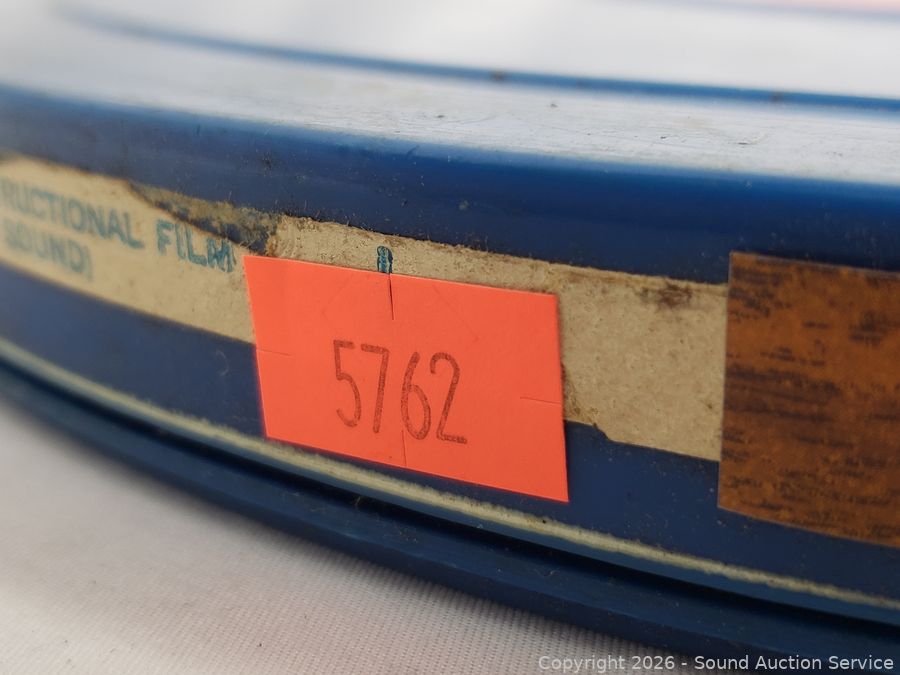 RUCTIONAL FILM
SOUND)
5762
Copyright 2026 - Sound Auction Service